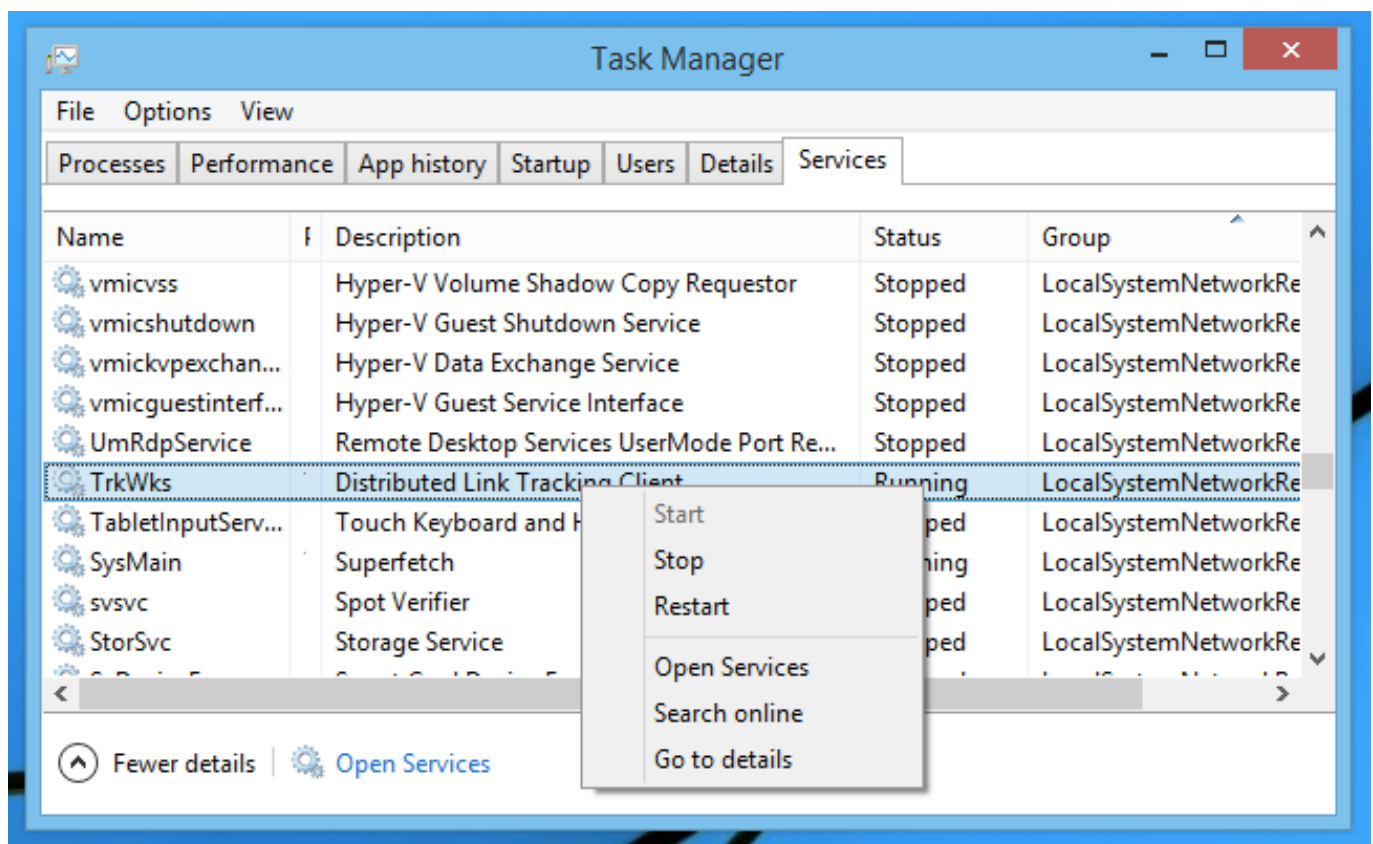 Task Manager
File Options View
Processes Performance App history Startup Users Details Services
Name Description Status Group
vmicvss Hyper-V Volume Shadow Copy Requestor Stopped LocalSystemNetworkRe
vmicshutdown Hyper-V Guest Shutdown Service Stopped LocalSystemNetworkRe
vmickvpexchan... Hyper-V Data Exchange Service Stopped LocalSystemNetworkRe
vmicguestinterf... Hyper-V Guest Service Interface Stopped LocalSystemNetworkRe
UmRdpService Remote Desktop Services UserMode Port Re... Stopped LocalSystemNetworkRe
TrkWks Distributed Link Tracking Client Running LocalSystemNetworkRe
TabletInputServ... Touch Keyboard and H ped LocalSystemNetworkRe
SysMain Superfetch ning LocalSystemNetworkRe
svsvc Spot Verifier ped LocalSystemNetworkRe
StorSvc Storage Service ped LocalSystemNetworkRe
Start
Stop
Restart
Open Services
Search online
Go to details
Fewer details Open Services